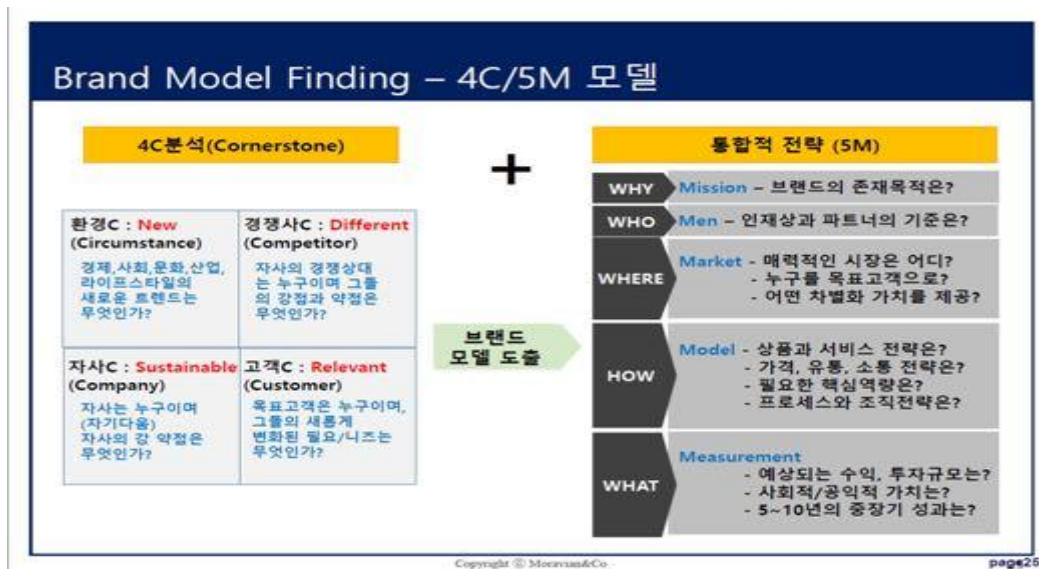 Brand Model Finding – 4C/5M 모델
4C분석(Cornerstone)
환경C : New
(Circumstance)
경제,사회,문화,산업,
라이프스타일의
새로운 트렌드는
무엇인가?
경쟁사C : Different
(Competitor)
자사의 경쟁상대
는 누구이며 그들
의 강점과 약점은
무엇인가?
자사C : Sustainable
(Company)
자사는 누구이며
(자기다움)
자사의 강 약점은
무엇인가?
고객C : Relevant
(Customer)
목표고객은 누구이며,
그들의 새롭게
변화된 필요/니즈는
무엇인가?
+
브랜드
모델 도출
통합적 전략 (5M)
WHY Mission – 브랜드의 존재목적은?
WHO Men – 인재상과 파트너의 기준은?
WHERE
Market - 매력적인 시장은 어디?
- 누구를 목표고객으로?
- 어떤 차별화 가치를 제공?
HOW
Model - 상품과 서비스 전략은?
- 가격, 유통, 소통 전략은?
- 필요한 핵심역량은?
- 프로세스와 조직전략은?
WHAT
Measurement
- 예상되는 수익, 투자규모는?
- 사회적/공익적 가치는?
- 5~10년의 중장기 성과는?
Copyright ⓒ Moravian&Co
page25